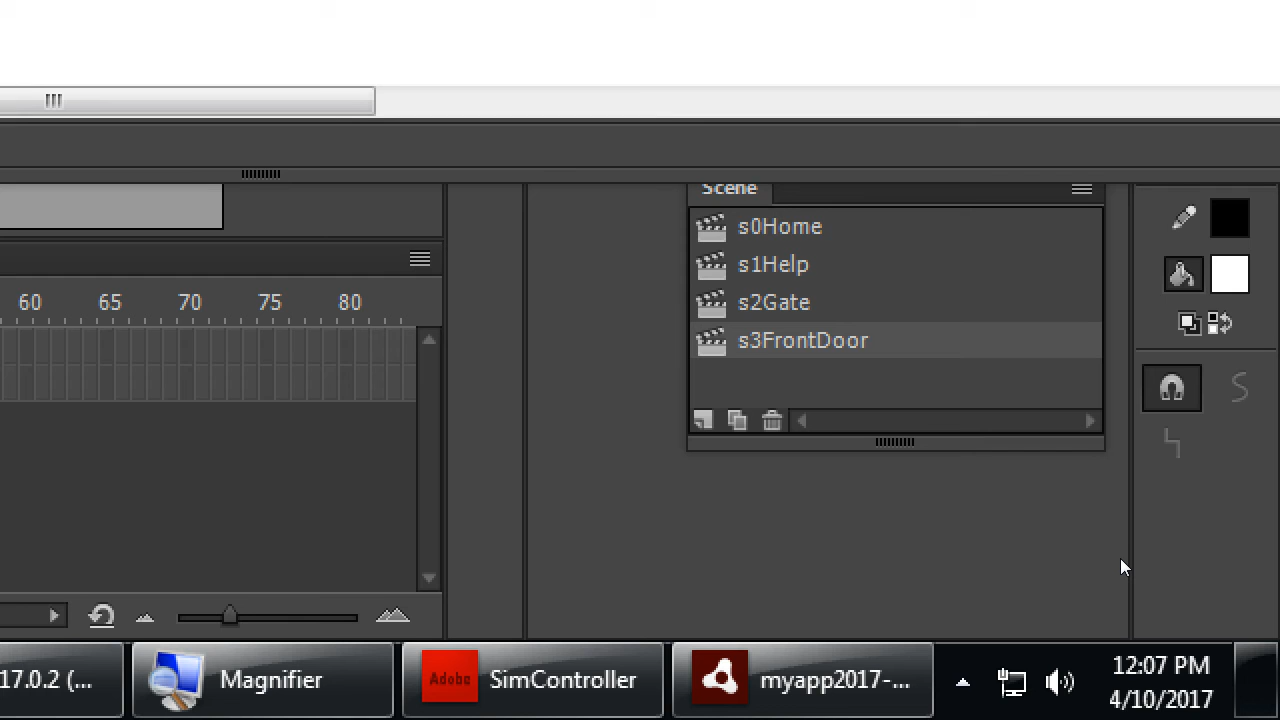 Scene
s0Home
s1Help
s2Gate
s3FrontDoor
60 65 70 75 80
17.0.2 (...
Magnifier
Adobe
SimController
myapp2017-...
12:07 PM
4/10/2017